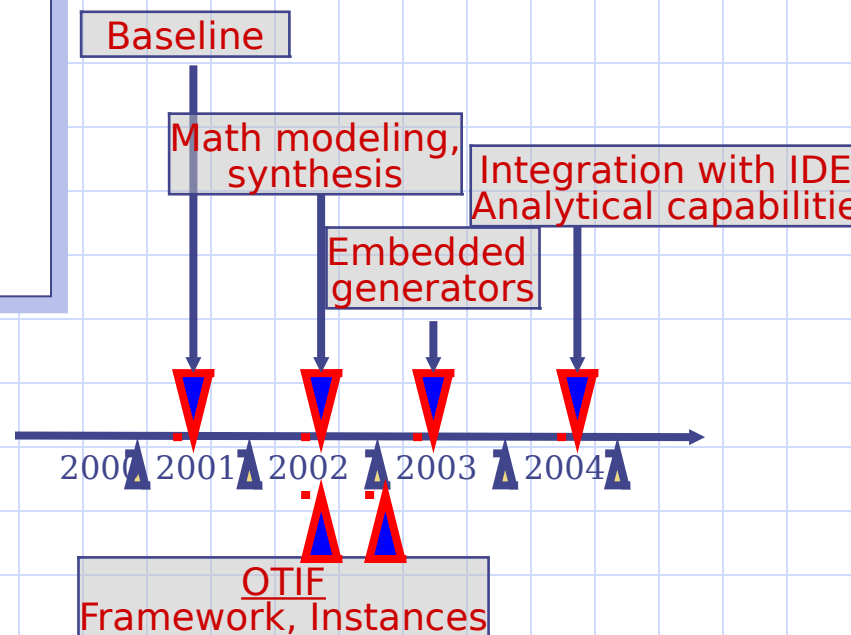 Baseline
Math modeling,
synthesis
Integration with IDE
Analytical capabilitie
Embedded
generators
2000 2001 2002 2003 2004
OTIF
Framework, Instances